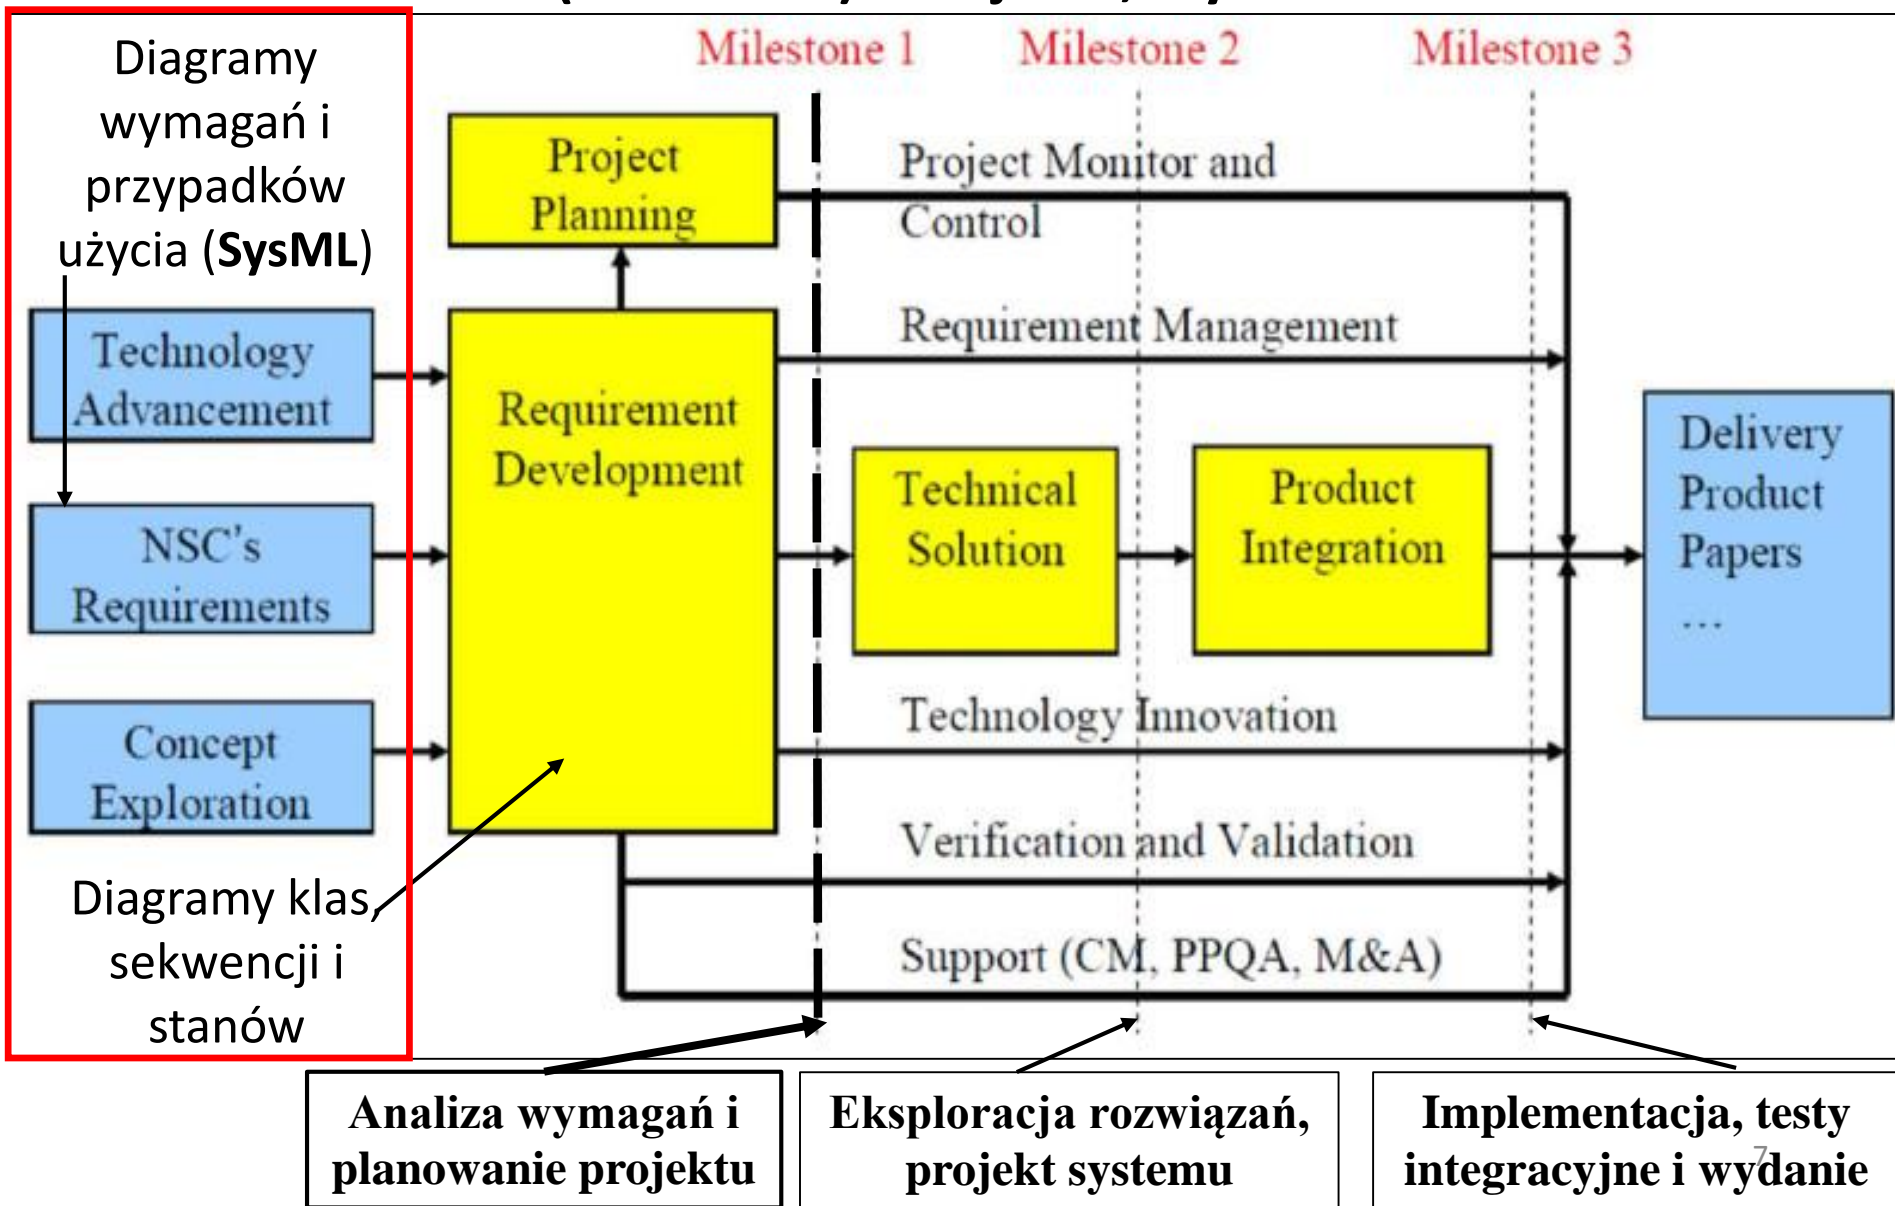 Diagramy
wymagań i
przypadków
użycia (SysML)
Technology
Advancement
NSC's
Requirements
Concept
Exploration
Diagramy klas,
sekwencji i
stanów
Milestone 1
Milestone 2
Milestone 3
Project
Planning
Requirement
Development
Project Monitor and
Control
Requirement Management
Technical
Solution
Product
Integration
Technology Innovation
Verification and Validation
Support (CM, PPQA, M&A)
Delivery
Product
Papers
…
Analiza wymagań i
planowanie projektu
Eksploracja rozwiązań,
projekt systemu
Implementacja, testy
integracyjne i wydanie
7